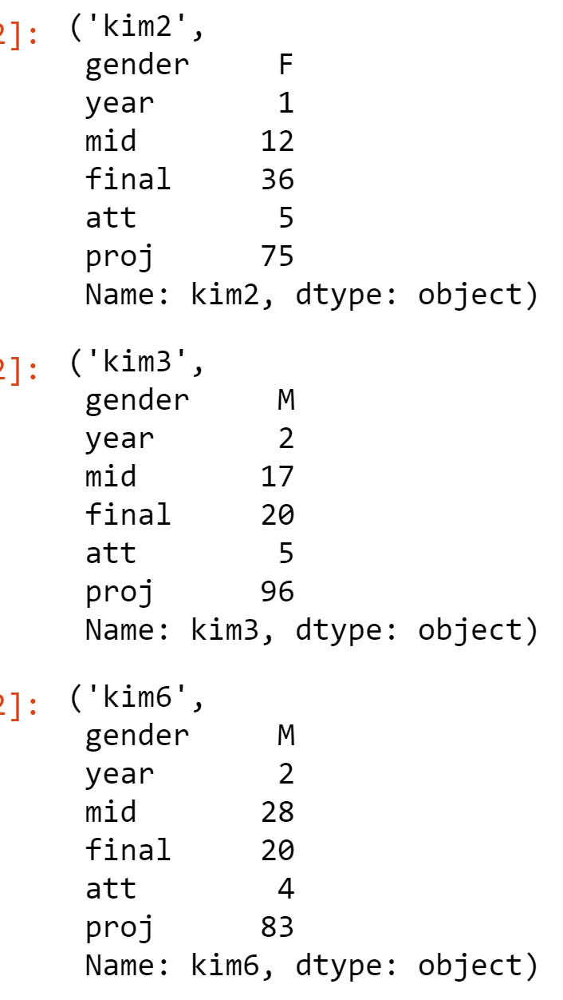 2]: ('kim2',
gender F
year 1
mid 12
final 36
att 5
proj 75
Name: kim2, dtype: object)
2]: ('kim3',
gender M
year 2
mid 17
final 20
att 5
proj 96
Name: kim3, dtype: object)
2]: ('kim6',
gender M
year 2
mid 28
final 20
att 4
proj 83
Name: kim6, dtype: object)